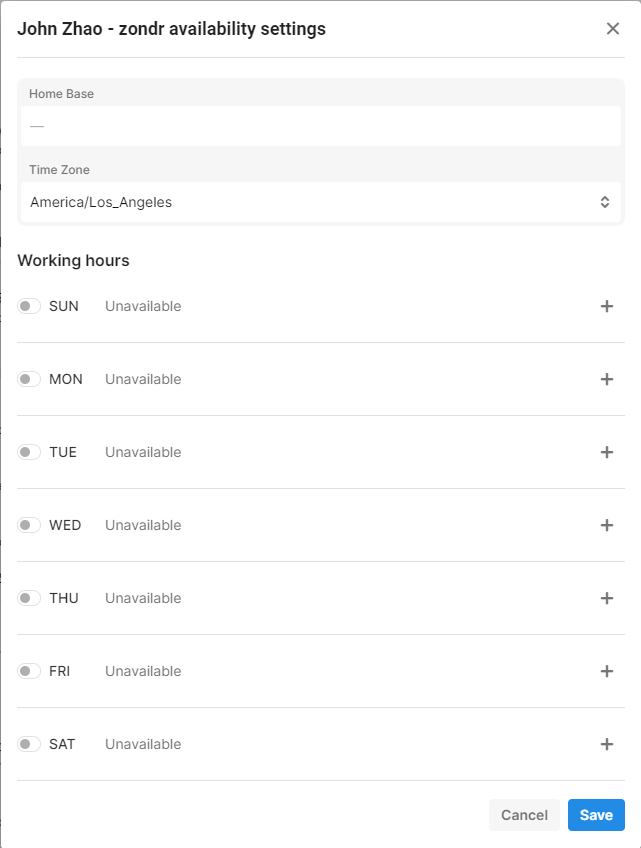 John Zhao - zondr availability settings
Home Base
—
Time Zone
America/Los_Angeles
Working hours
SUN Unavailable
MON Unavailable
TUE Unavailable
WED Unavailable
THU Unavailable
FRI Unavailable
SAT Unavailable
Cancel Save